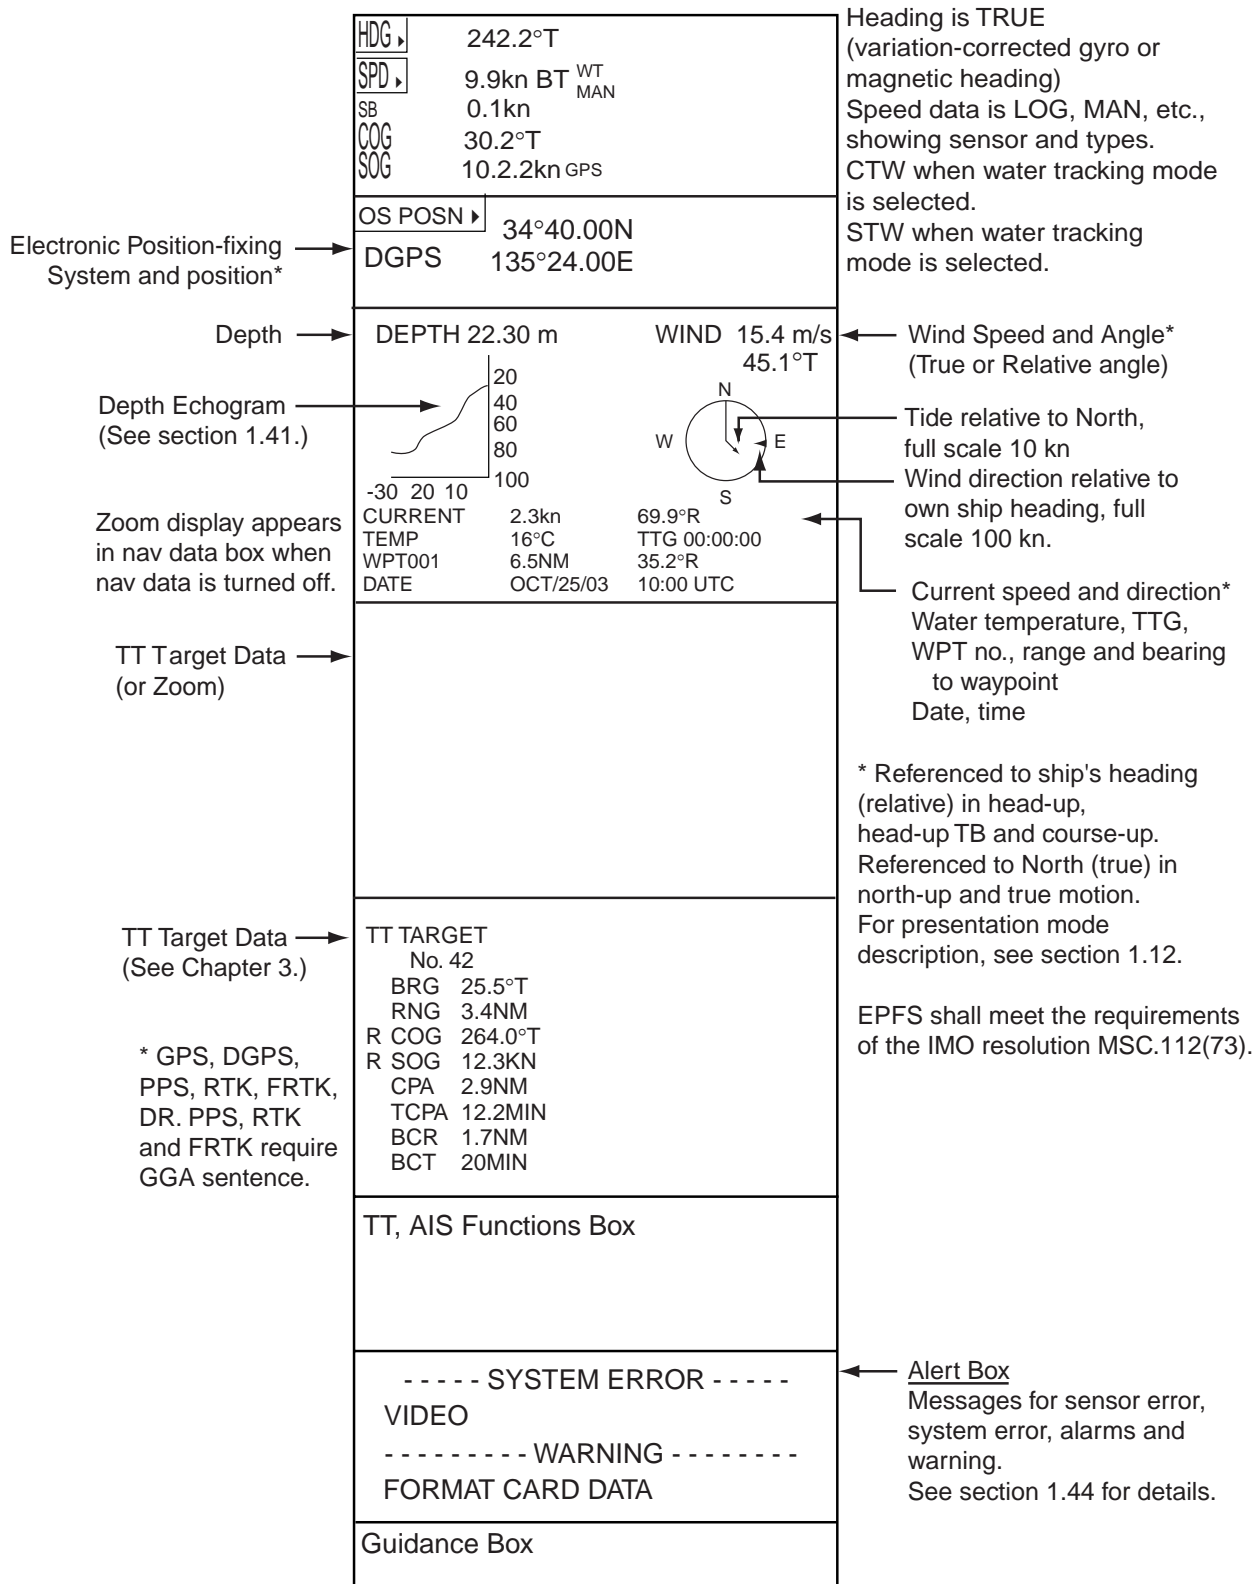 HDG
242.2°T
SPD
9.9kn BT WT
MAN
SB 0.1kn
COG 30.2°T
SOG 10.2.2kn GPS
Heading is TRUE
(variation-corrected gyro or
magnetic heading)
Speed data is LOG, MAN, etc.,
showing sensor and types.
CTW when water tracking mode
is selected.
STW when water tracking
mode is selected.
Electronic Position-fixing
System and position*
OS POSN
34°40.00N
DGPS 135°24.00E
Depth
DEPTH 22.30 m
WIND 15.4 m/s
45.1°T
Wind Speed and Angle*
(True or Relative angle)
Depth Echogram
(See section 1.41.)
20
40
60
80
100
-30 20 10
N
W
E
S
Tide relative to North,
full scale 10 kn
Wind direction relative to
own ship heading, full
scale 100 kn.
Zoom display appears
in nav data box when
nav data is turned off.
CURRENT 2.3kn 69.9°R
TEMP 16°C TTG 00:00:00
WPT001 6.5NM 35.2°R
DATE OCT/25/03 10:00 UTC
Current speed and direction*
Water temperature, TTG,
WPT no., range and bearing
to waypoint
Date, time
TT Target Data
(or Zoom)
* Referenced to ship's heading
(relative) in head-up,
head-up TB and course-up.
Referenced to North (true) in
north-up and true motion.
For presentation mode
description, see section 1.12.
EPFS shall meet the requirements
of the IMO resolution MSC.112(73).
TT Target Data
(See Chapter 3.)
* GPS, DGPS,
PPS, RTK, FRTK,
DR. PPS, RTK
and FRTK require
GGA sentence.
TT TARGET
No. 42
BRG 25.5°T
RNG 3.4NM
R COG 264.0°T
R SOG 12.3KN
CPA 2.9NM
TCPA 12.2MIN
BCR 1.7NM
BCT 20MIN
TT, AIS Functions Box
- - - - - SYSTEM ERROR - - - - -
VIDEO
- - - - - - - - - WARNING - - - - - - - -
FORMAT CARD DATA
Alert Box
Messages for sensor error,
system error, alarms and
warning.
See section 1.44 for details.
Guidance Box